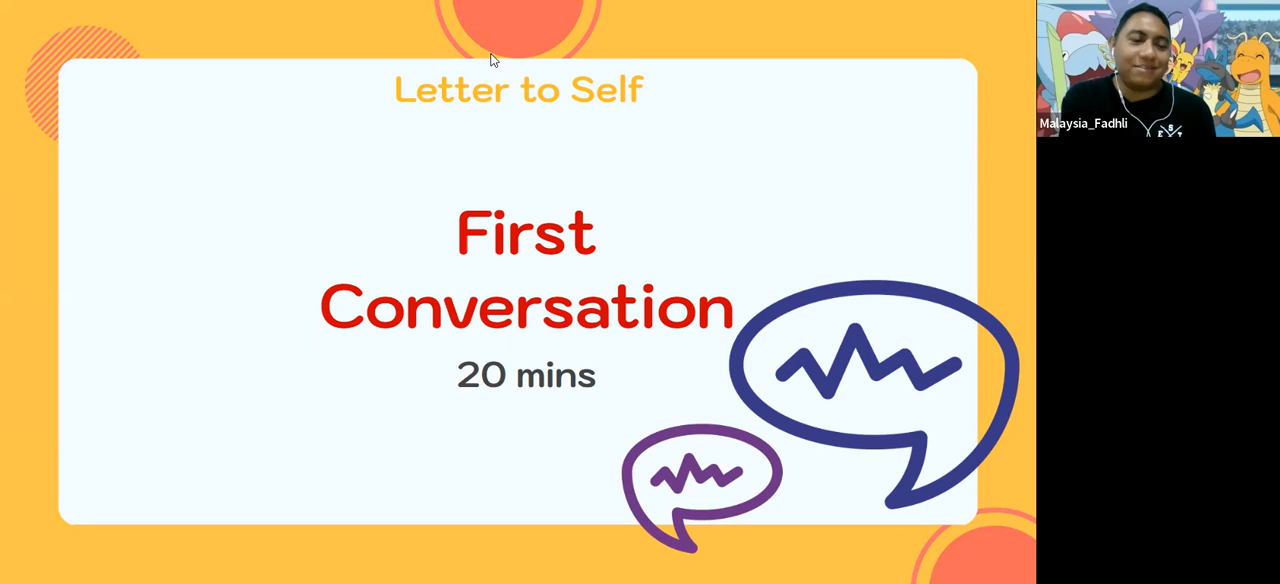 Letter to Self
First
Conversation
20 mins
Malaysia_Fadhli
S
E T